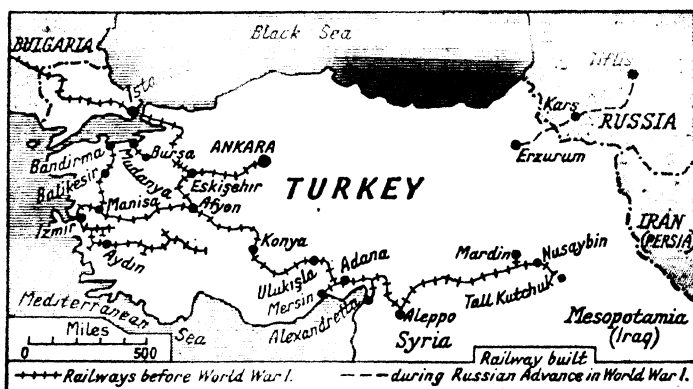 Black Sea
BULGARIA
Tiflis
Ista
Kars
RUSSIA
ANKARA
Erzurum
Bandirma
Bursa
Mudanya
Eskişehir
Balikesir
TURKEY
Manisa
Afyon
IRAN
(PERSIA)
Izmir
Konya
Mardin
Nusaybin
Aydin
Adana
Ulukişla
Tall Kutchuk
Mersin
Mediterranean
Sea
Alexandretta
Aleppo
Mesopotamia
(Iraq)
Miles
Syria
0 500
Railway built
Railways before World War I.
during Russian Advance in World War I.